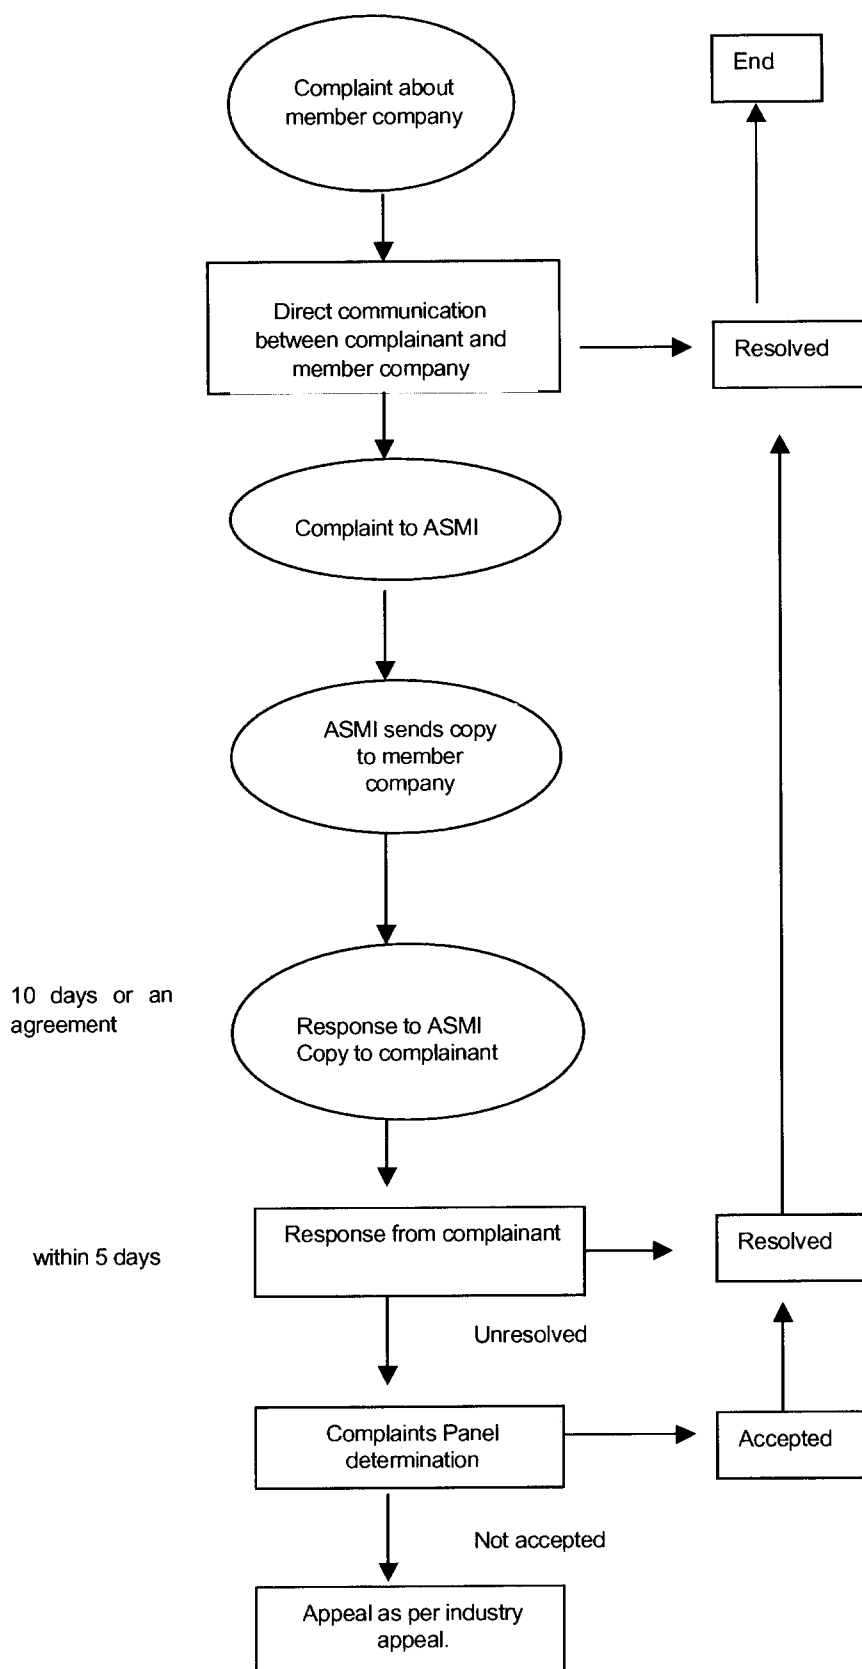 Complaint about
member company
End
Direct communication
between complainant and
member company
Resolved
Complaint to ASMI
ASMI sends copy
to member
company
10 days or an
agreement
Response to ASMI
Copy to complainant
within 5 days
Response from complainant
Resolved
Unresolved
Complaints Panel
determination
Accepted
Not accepted
Appeal as per industry
appeal.